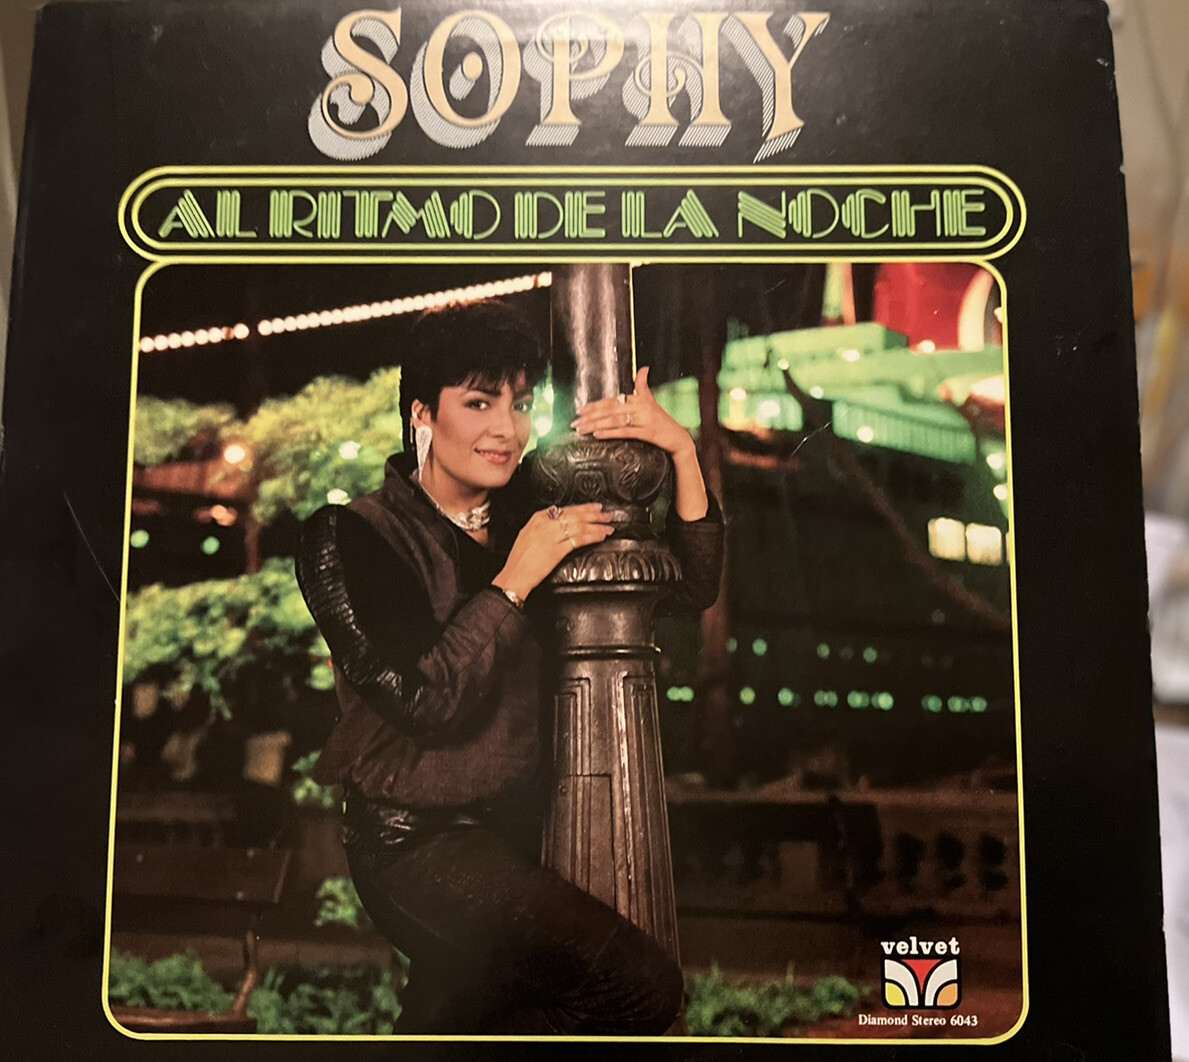 SOPHY
AL RITMO DE LA NOCHE
velvet
Diamond Stereo 6043